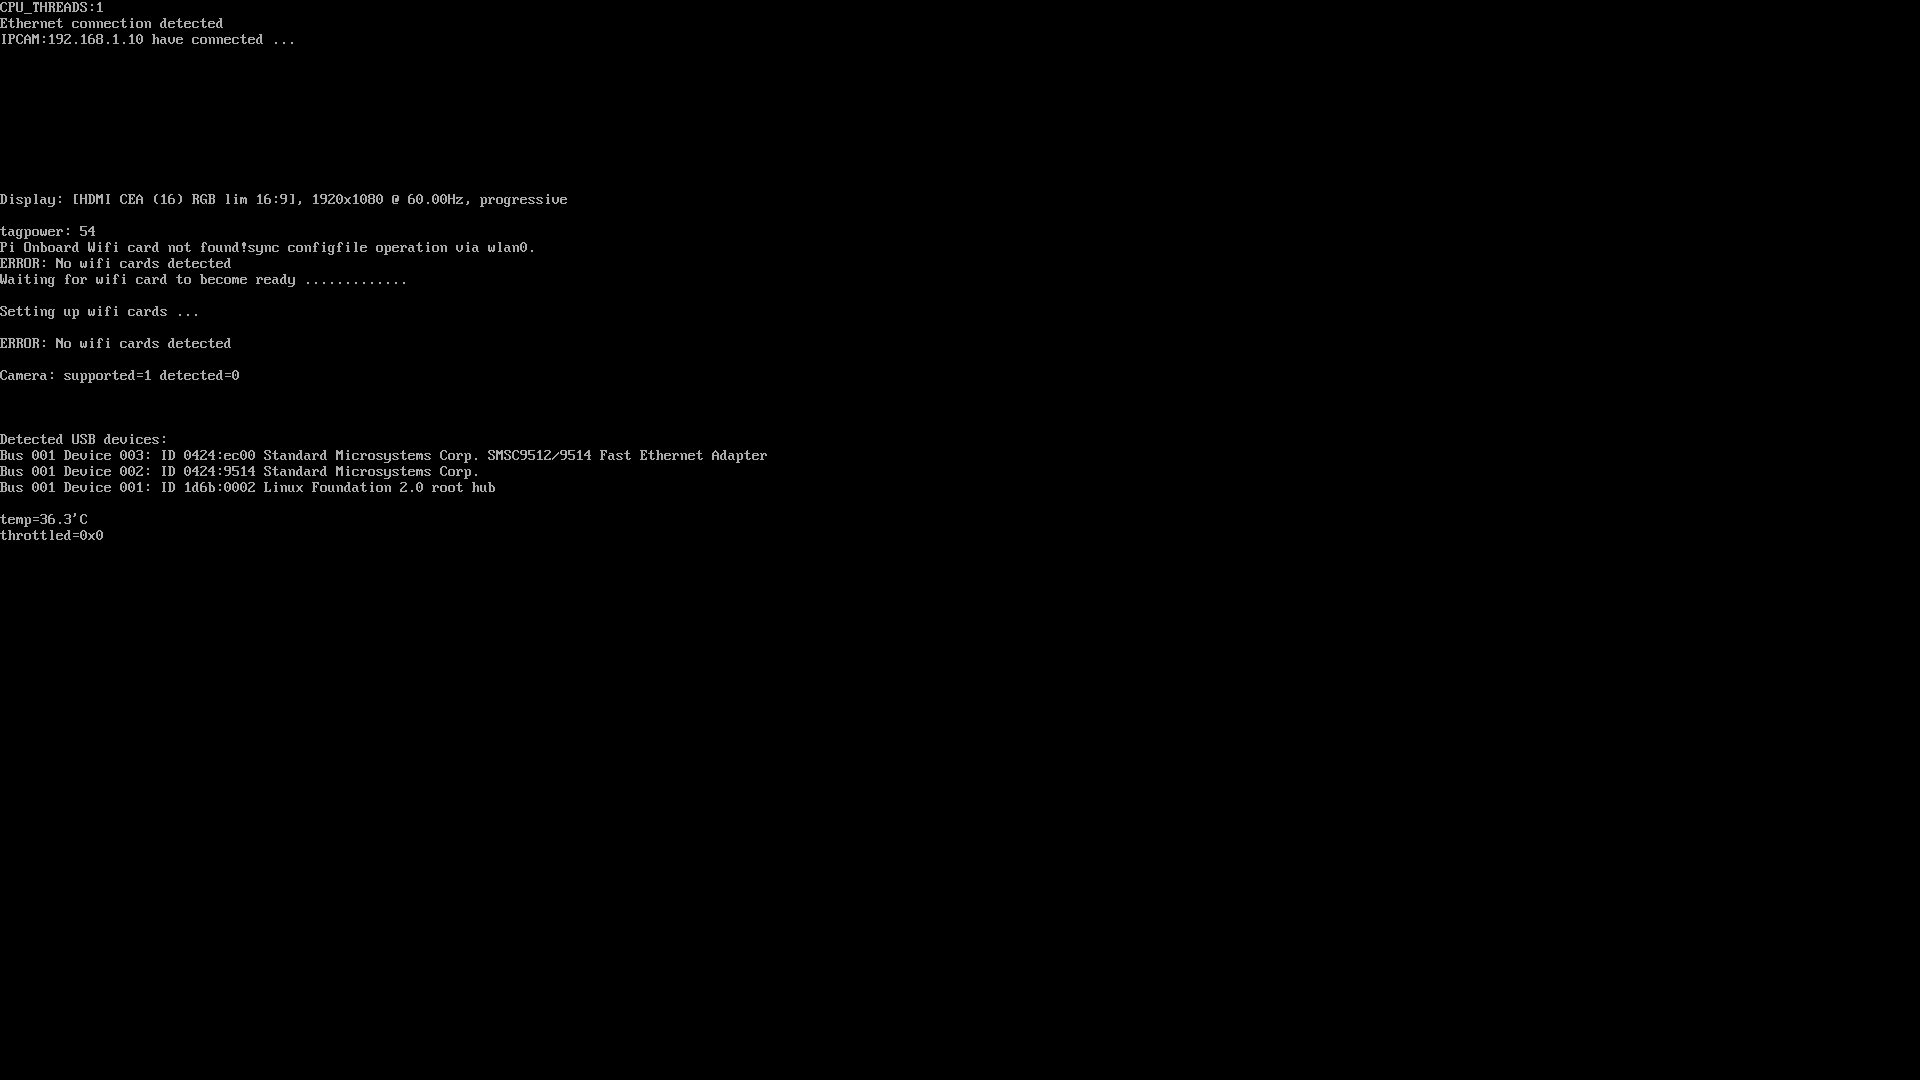 CPU_THREADS:1
Ethernet connection detected
IPCAM:192.168.1.10 have connected ...
Display: [HDMI CEA (16) RGB lim 16:9], 1920x1080 @ 60.00Hz, progressive
tagpower: 54
Pi Onboard Wifi card not found!sync configfile operation via wlan0.
ERROR: No wifi cards detected
Waiting for wifi card to become ready .............
Setting up wifi cards ...
ERROR: No wifi cards detected
Camera: supported=1 detected=0
Detected USB devices:
Bus 001 Device 003: ID 0424:ec00 Standard Microsystems Corp. SMSC9512/9514 Fast Ethernet Adapter
Bus 001 Device 002: ID 0424:9514 Standard Microsystems Corp.
Bus 001 Device 001: ID 1d6b:0002 Linux Foundation 2.0 root hub
temp=36.3'C
throttled=0x0